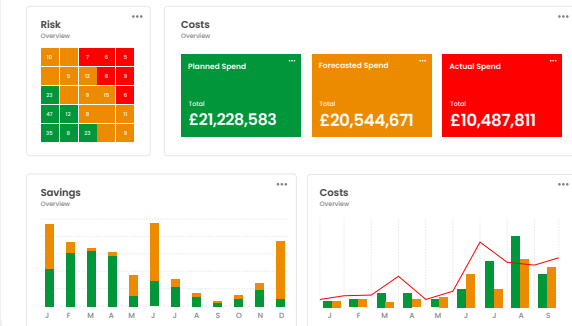 Risk
Overview
10 7 6 5
5 12 8 9
23 9 15 6
47 12 8 11
35 8 23 9
Costs
Overview
Planned Spend
Total
£21,228,583
Forecasted Spend
Total
£20,544,671
Actual Spend
Total
£10,487,811
Savings
Overview
J F M A M J J A S O N D
Costs
Overview
J F M A M J J A S